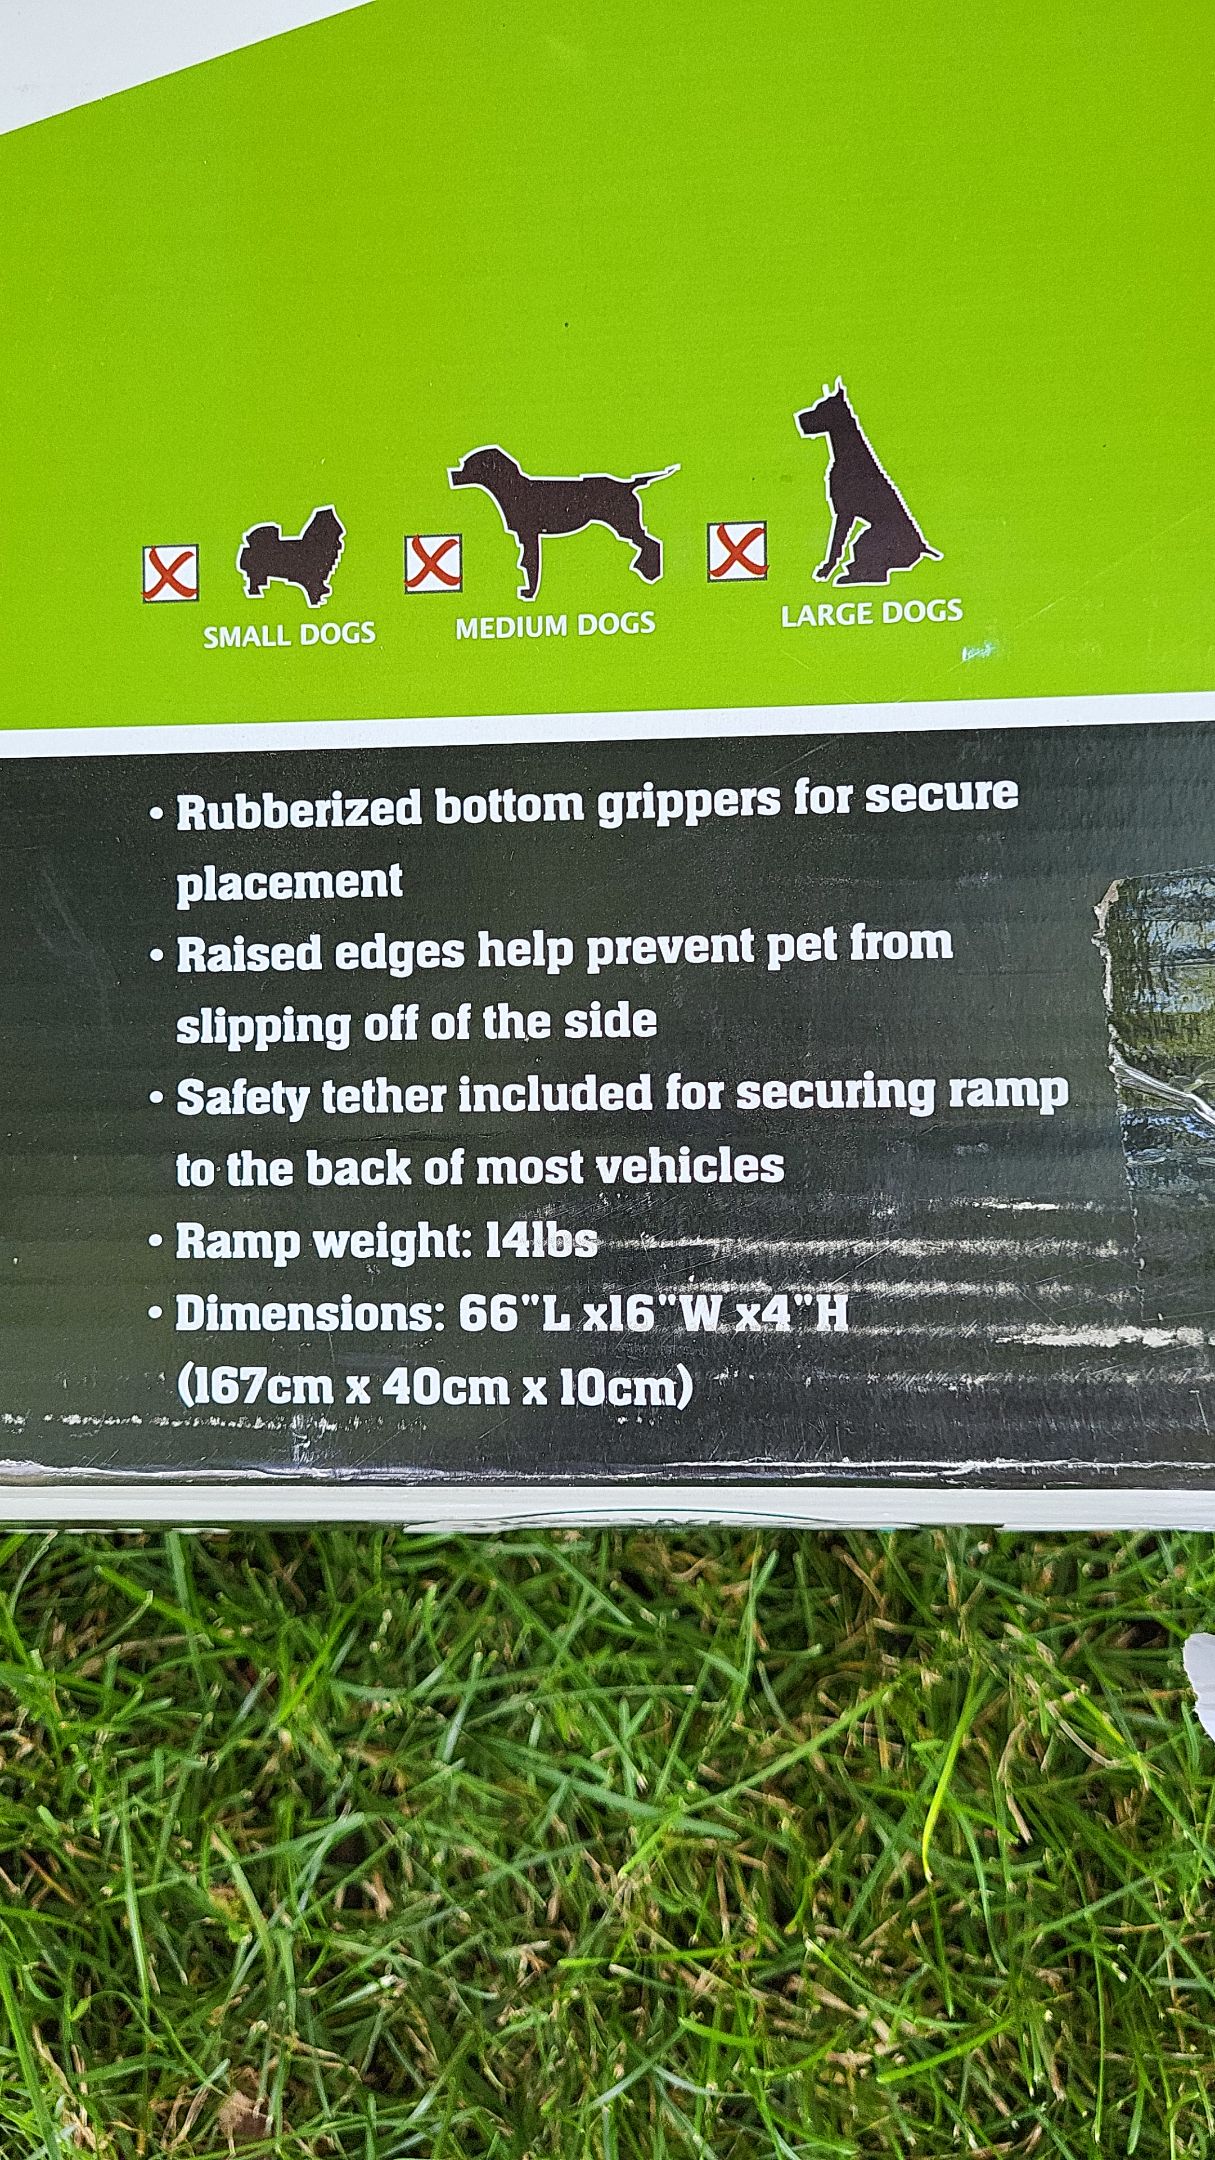 SMALL DOGS
MEDIUM DOGS
LARGE DOGS
• Rubberized bottom grippers for secure
placement
• Raised edges help prevent pet from
slipping off of the side
• Safety tether included for securing ramp
to the back of most vehicles
• Ramp weight: 14lbs
• Dimensions: 66"L x16"W x4"H
(167cm x 40cm x 10cm)